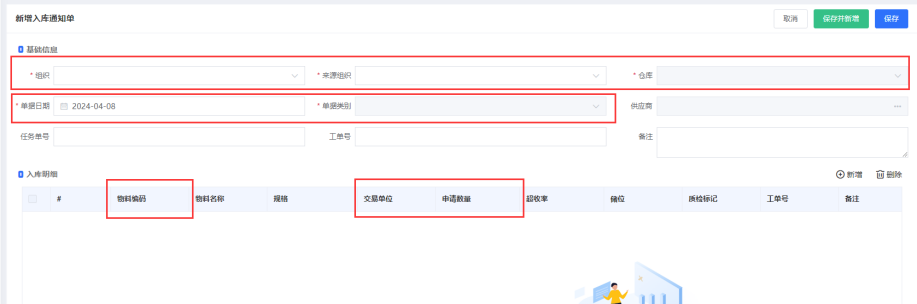 新增入库通知单 取消 保存并新增 保存
基础信息
* 组织 * 来源组织 * 仓库
* 单据日期 2024-04-08 * 单据类别 供应商 ...
任务单号 工单号 备注
入库明细 新增 删除
# 物料编码 物料名称 规格 交易单位 申请数量 超收率 储位 质检标记 工单号 备注